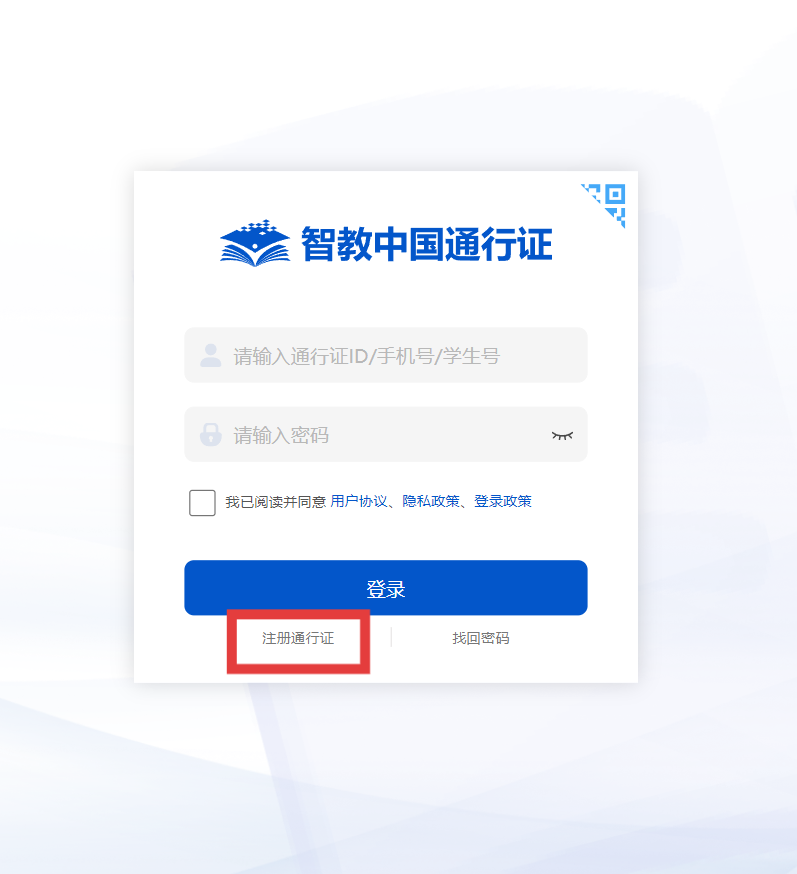 智教中国通行证
请输入通行证ID/手机号/学生号
请输入密码
我已阅读并同意 用户协议、隐私政策、登录政策
登录
注册通行证
找回密码